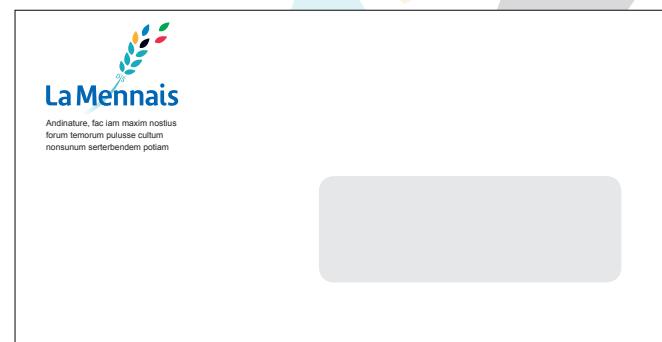 La Mennais
Andinature, fac iam maxim nostius
forum temorum pulusse cultum
nonsunum serterbendem potiam